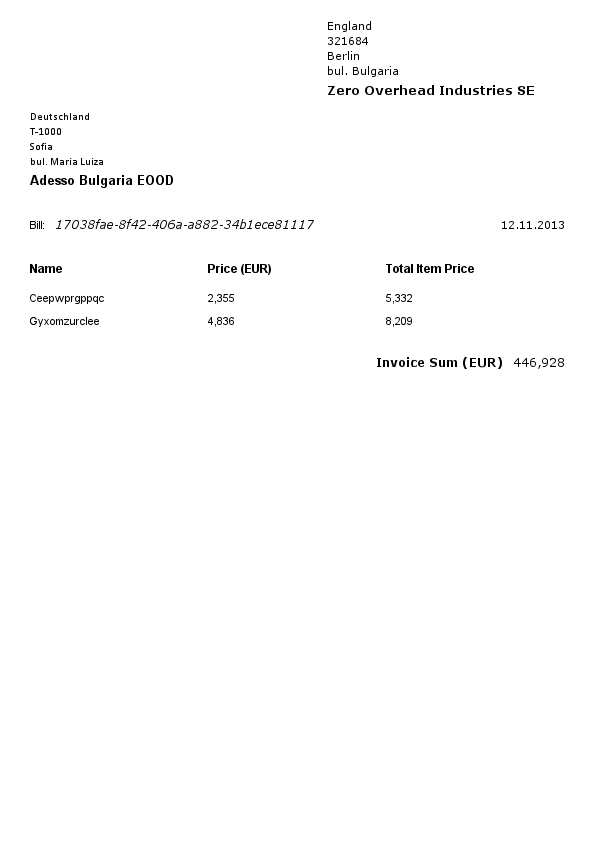 England
321684
Berlin
bul. Bulgaria
Zero Overhead Industries SE
Deutschland
T-1000
Sofia
bul. Maria Luiza
Adesso Bulgaria EOOD
Bill: 17038fae-8f42-406a-a882-34b1ece81117 12.11.2013
Name Price (EUR) Total Item Price
Ceepwprgppqc 2,355 5,332
Gyxomzurclee 4,836 8,209
Invoice Sum (EUR) 446,928